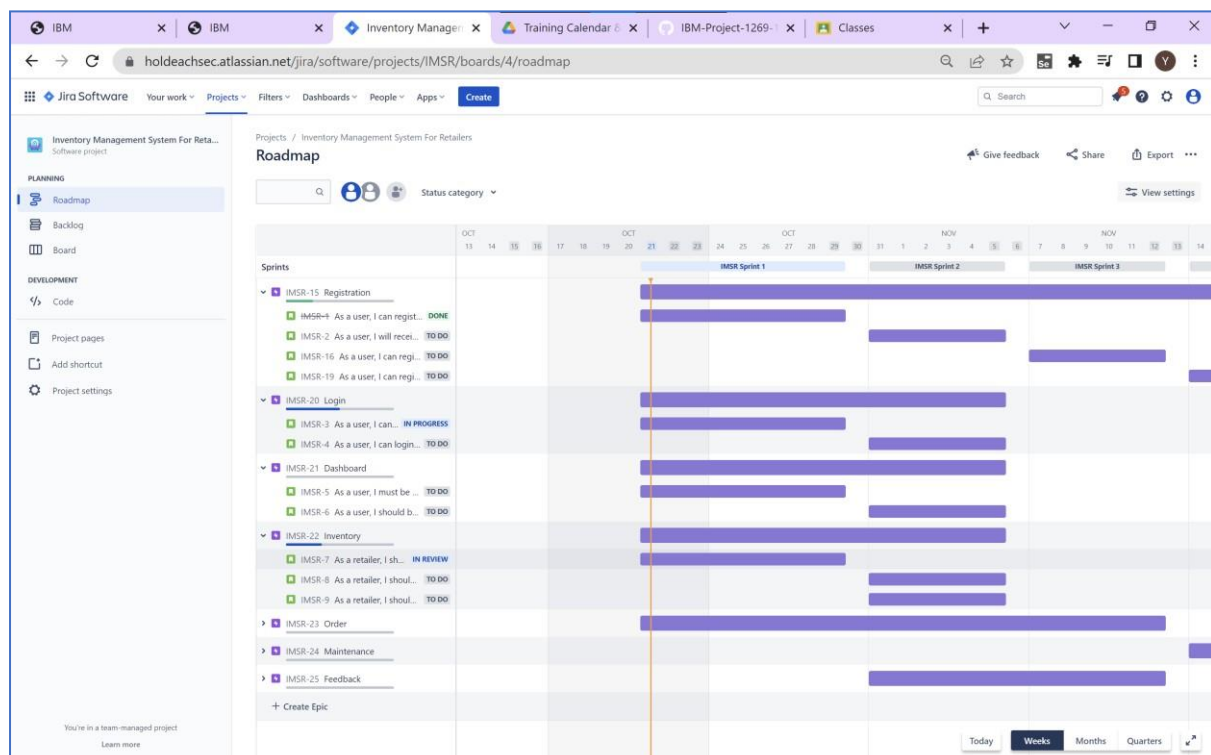 IBM IBM Inventory Manager Training Calendar & IBM-Project-1269- Classes
holdeachsec.atlassian.net/jira/software/projects/IMSR/boards/4/roadmap Se Y
Jira Software Your work Projects Filters Dashboards People Apps Create Search 5
Inventory Management System For Reta...
Software project
PLANNING
Roadmap
Backlog
Board
DEVELOPMENT
Code
Project pages
Add shortcut
Project settings
You're in a team-managed project
Learn more
Projects / Inventory Management System For Retailers
Roadmap
Give feedback Share Export
Status category
View settings
OCT OCT OCT NOV NOV
13 14 15 16 17 18 19 20 21 22 23 24 25 26 27 28 29 30 31 1 2 3 4 5 6 7 8 9 10 11 12 13 14
Sprints IMSR Sprint 1 IMSR Sprint 2 IMSR Sprint 3
IMSR-15 Registration
IMSR-1 As a user, I can regist... DONE
IMSR-2 As a user, I will recei... TO DO
IMSR-16 As a user, I can regi... TO DO
IMSR-19 As a user, I can regi... TO DO
IMSR-20 Login
IMSR-3 As a user, I can... IN PROGRESS
IMSR-4 As a user, I can login... TO DO
IMSR-21 Dashboard
IMSR-5 As a user, I must be ... TO DO
IMSR-6 As a user, I should b... TO DO
IMSR-22 Inventory
IMSR-7 As a retailer, I sh... IN REVIEW
IMSR-8 As a retailer, I shoul... TO DO
IMSR-9 As a retailer, I shoul... TO DO
IMSR-23 Order
IMSR-24 Maintenance
IMSR-25 Feedback
+ Create Epic
Today Weeks Months Quarters